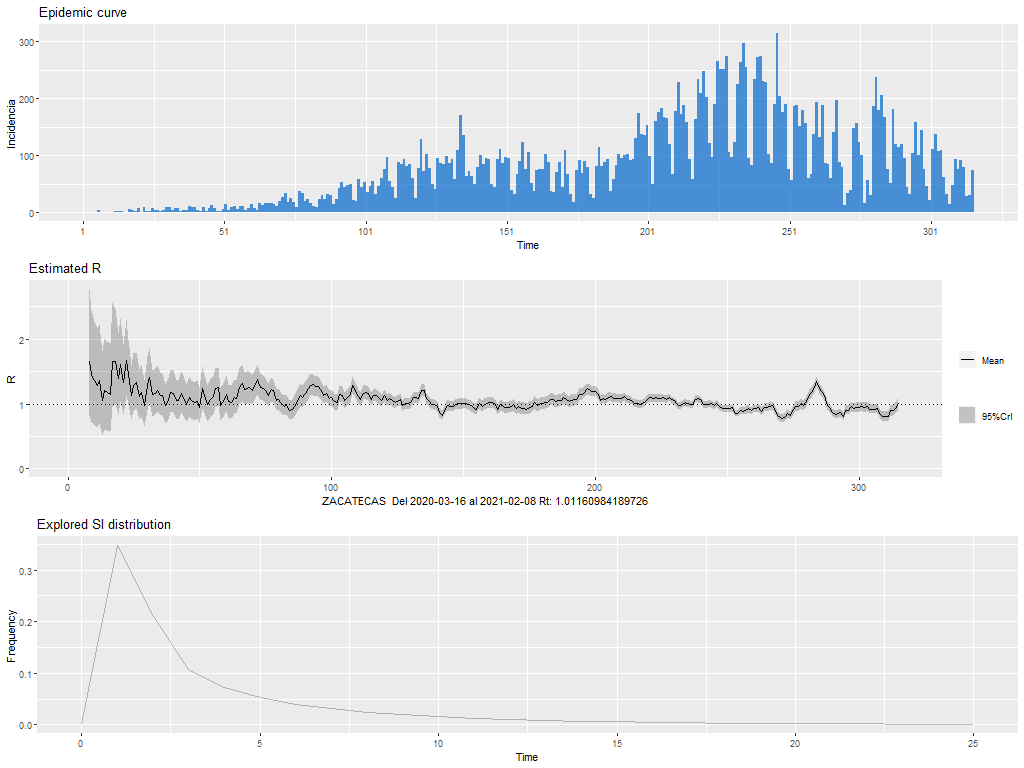 Epidemic curve
300
200
100
0
Incidencia
1
51
101
151
201
251
301
Time
Estimated R
2
1
0
R
0
100
200
300
ZACATECAS Del 2020-03-16 al 2021-02-08 Rt: 1.01160984189726
Mean
95%CrI
Explored SI distribution
0.3
0.2
0.1
0.0
Frequency
0
5
10
15
20
25
Time